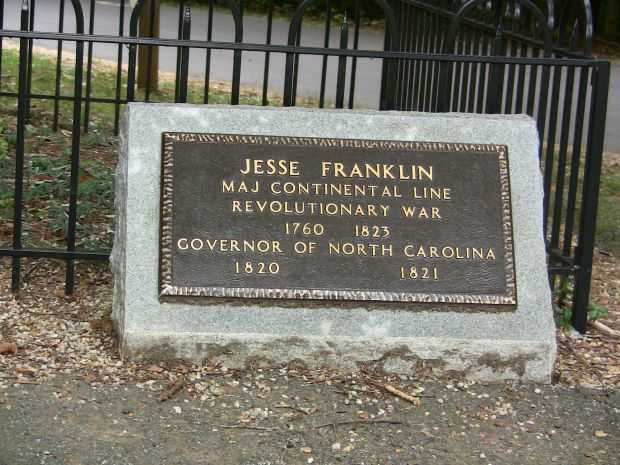 JESSE FRANKLIN
MAJ CONTINENTAL LINE
REVOLUTIONARY WAR
1760 1823
GOVERNOR OF NORTH CAROLINA
1820 1821